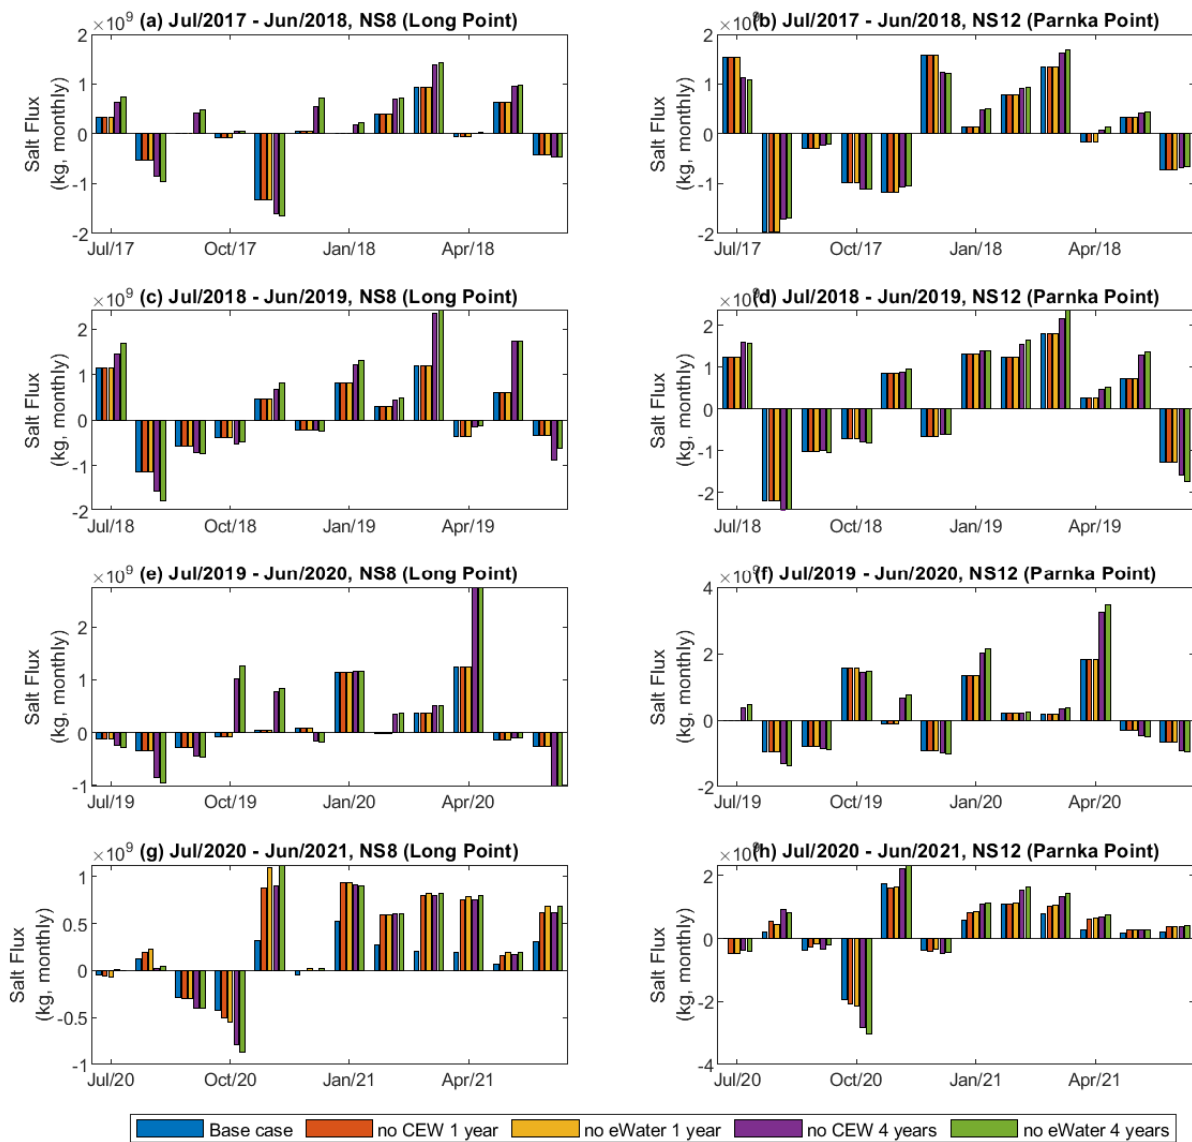 ×10^9 (a) Jul/2017 - Jun/2018, NS8 (Long Point)
Salt Flux
(kg, monthly)
2
1
0
-1
-2
Jul/17 Oct/17 Jan/18 Apr/18
(b) Jul/2017 - Jun/2018, NS12 (Parnka Point)
Salt Flux
(kg, monthly)
2
1
0
-1
-2
Jul/17 Oct/17 Jan/18 Apr/18
×10^9 (c) Jul/2018 - Jun/2019, NS8 (Long Point)
Salt Flux
(kg, monthly)
2
1
0
-1
-2
Jul/18 Oct/18 Jan/19 Apr/19
(d) Jul/2018 - Jun/2019, NS12 (Parnka Point)
Salt Flux
(kg, monthly)
2
1
0
-1
-2
Jul/18 Oct/18 Jan/19 Apr/19
×10^9 (e) Jul/2019 - Jun/2020, NS8 (Long Point)
Salt Flux
(kg, monthly)
2
1
0
-1
Jul/19 Oct/19 Jan/20 Apr/20
(f) Jul/2019 - Jun/2020, NS12 (Parnka Point)
Salt Flux
(kg, monthly)
4
2
0
-2
Jul/19 Oct/19 Jan/20 Apr/20
×10^9 (g) Jul/2020 - Jun/2021, NS8 (Long Point)
Salt Flux
(kg, monthly)
1
0.5
0
-0.5
-1
Jul/20 Oct/20 Jan/21 Apr/21
(h) Jul/2020 - Jun/2021, NS12 (Parnka Point)
Salt Flux
(kg, monthly)
2
0
-2
-4
Jul/20 Oct/20 Jan/21 Apr/21
Base case no CEW 1 year no eWater 1 year no CEW 4 years no eWater 4 years